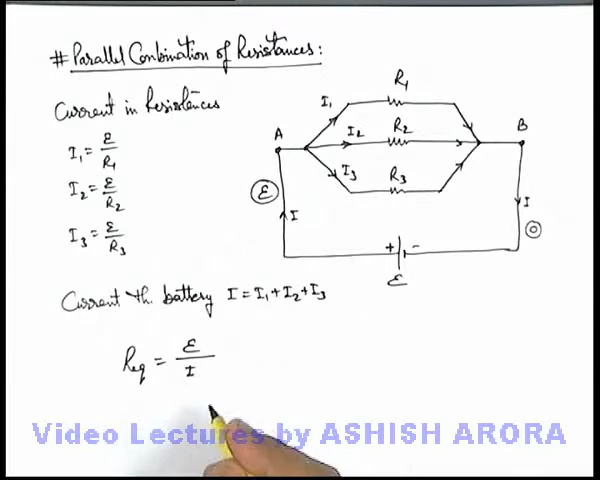 # Parallel Combination of Resistances:
Current in Resistances
I₁ = ε/R₁
I₂ = ε/R₂
I₃ = ε/R₃
R₁
I₁
A
I₂
R₂
B
I₃
R₃
ε
I
I
0
+ -
ε
Current th. battery I = I₁ + I₂ + I₃
Req = ε/I
Video Lectures by ASHISH ARORA